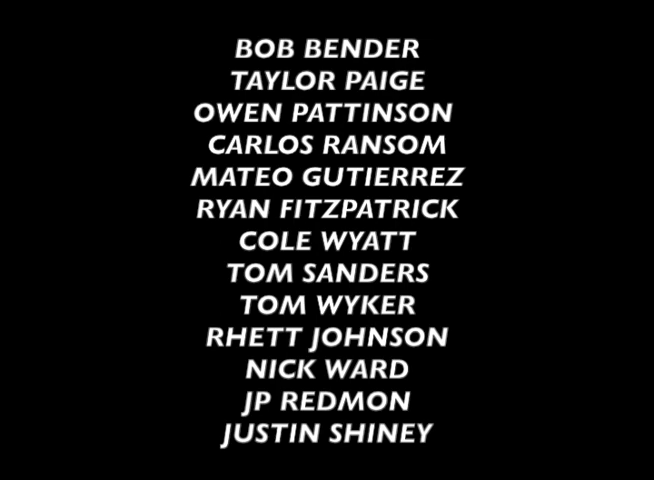 BOB BENDER
TAYLOR PAIGE
OWEN PATTINSON
CARLOS RANSOM
MATEO GUTIERREZ
RYAN FITZPATRICK
COLE WYATT
TOM SANDERS
TOM WYKER
RHETT JOHNSON
NICK WARD
JP REDMON
JUSTIN SHINEY